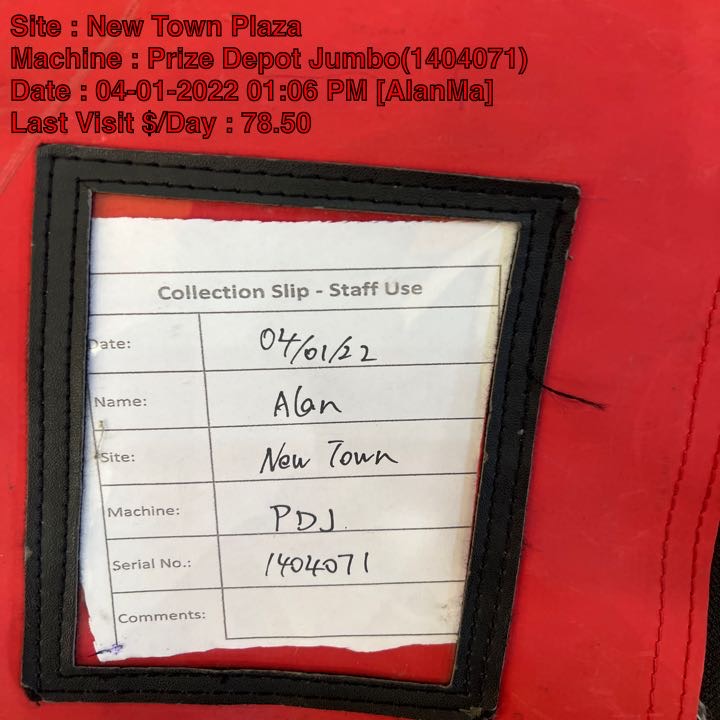 Site : New Town Plaza
Machine : Prize Depot Jumbo(1404071)
Date : 04-01-2022 01:06 PM [AlanMa]
Last Visit $/Day : 78.50
Collection Slip - Staff Use
Date: 04/01/22
Name: Alan
Site: New Town
Machine: PDJ
Serial No.: 1404071
Comments: